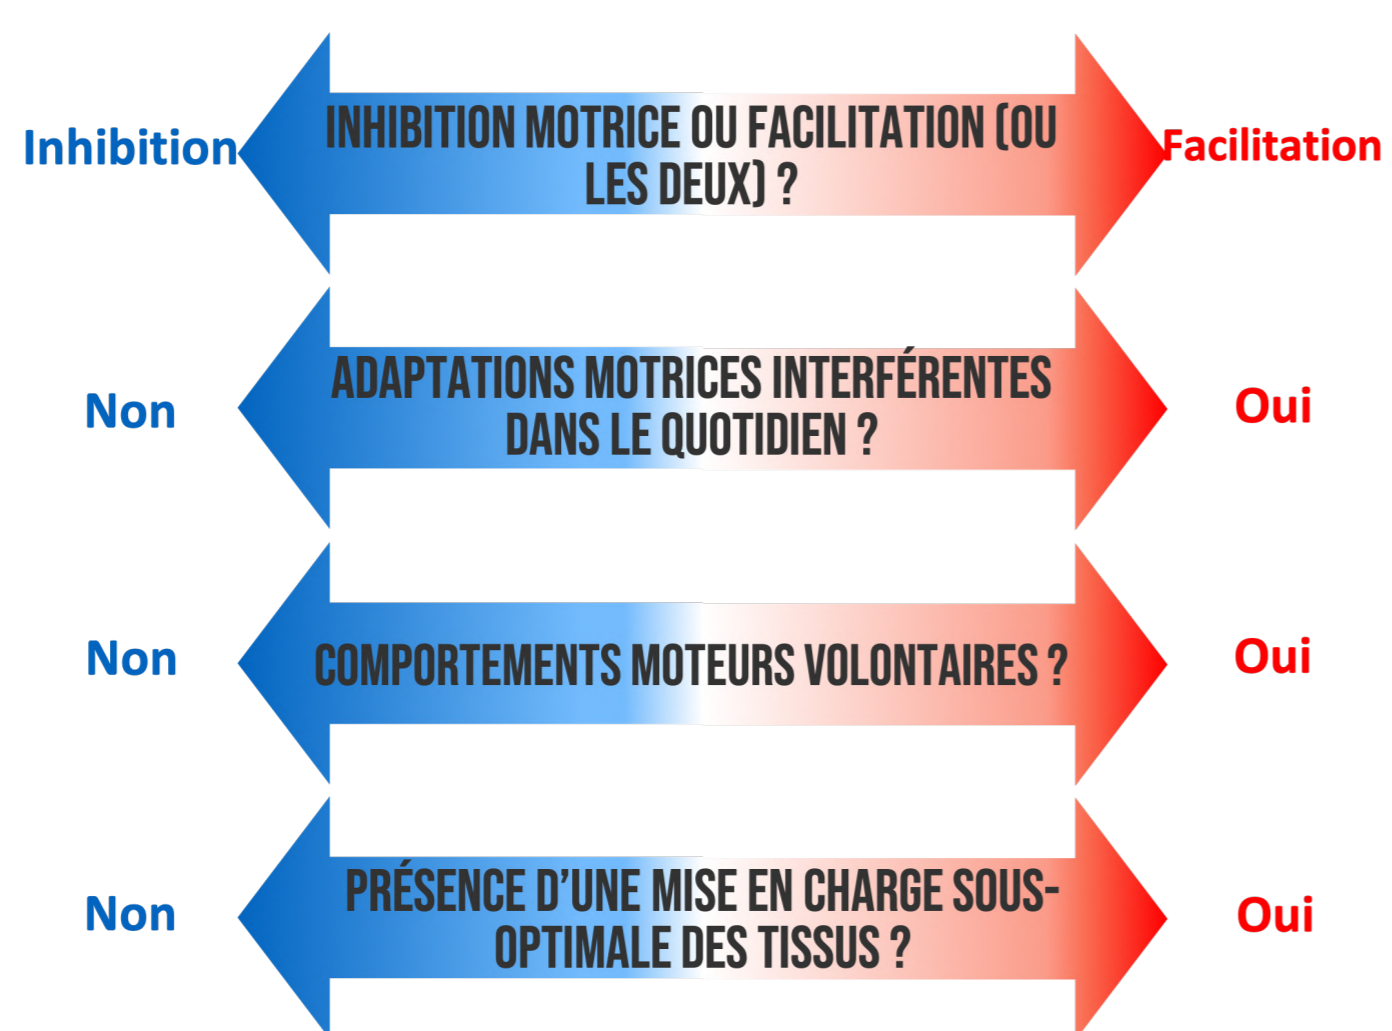 Inhibition
INHIBITION MOTRICE OU FACILITATION (OU
LES DEUX) ?
Facilitation
Non
ADAPTATIONS MOTRICES INTERFÉRENTES
DANS LE QUOTIDIEN ?
Oui
Non
COMPORTEMENTS MOTEURS VOLONTAIRES ?
Oui
Non
PRÉSENCE D’UNE MISE EN CHARGE SOUS-
OPTIMALE DES TISSUS ?
Oui